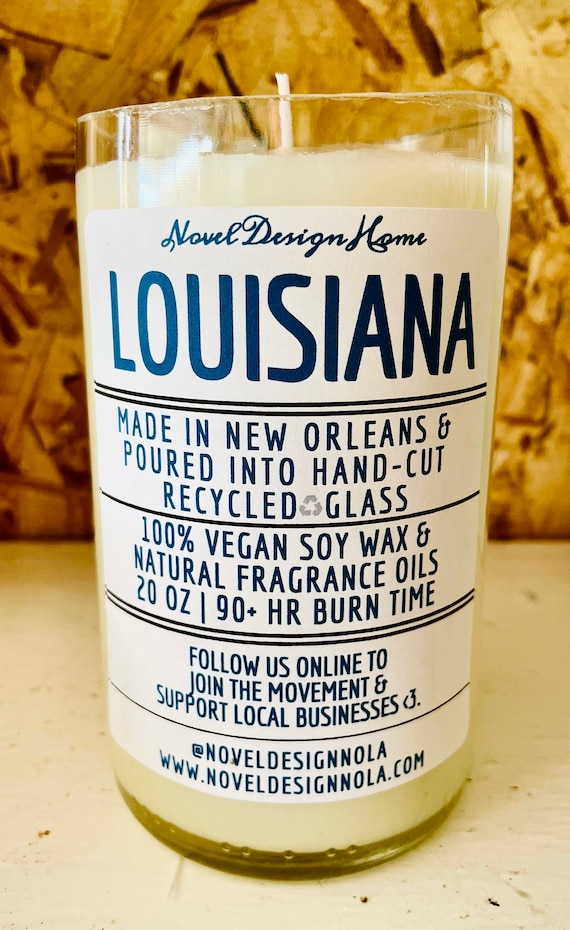 Novel Design Home
LOUISIANA
MADE IN NEW ORLEANS &
POURED INTO HAND-CUT
RECYCLED♲GLASS
100% VEGAN SOY WAX &
NATURAL FRAGRANCE OILS
20 OZ | 90+ HR BURN TIME
FOLLOW US ONLINE TO
JOIN THE MOVEMENT &
SUPPORT LOCAL BUSINESSES <3.
@NOVELDESIGNNOLA
WWW.NOVELDESIGNNOLA.COM